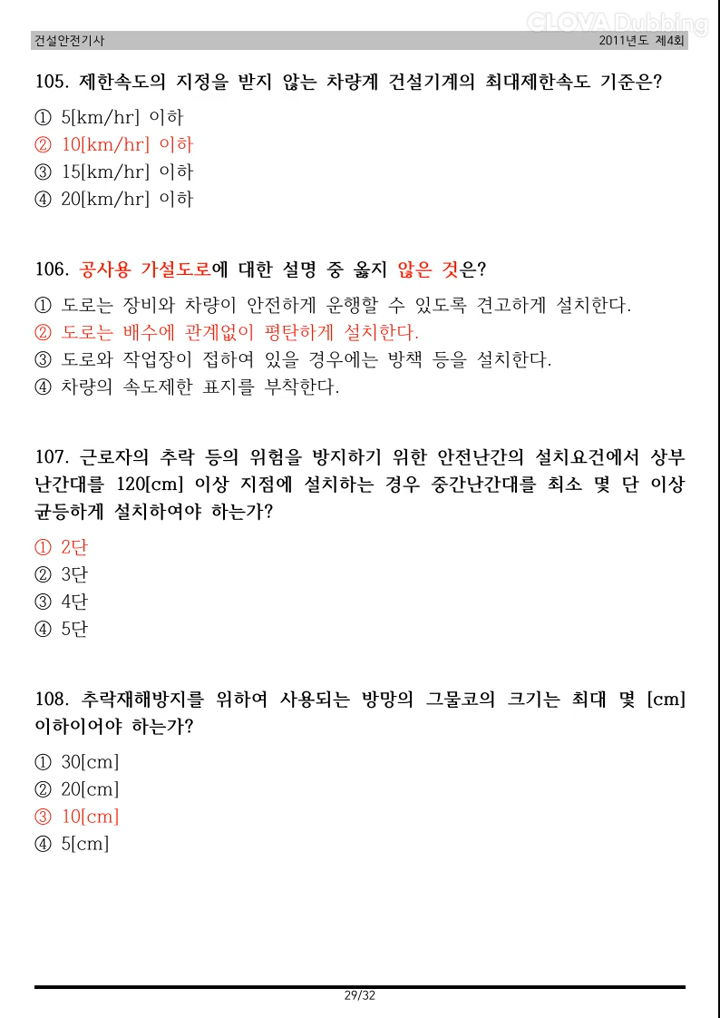 CLOVA Dubbing
건설안전기사 2011년도 제4회
105. 제한속도의 지정을 받지 않는 차량계 건설기계의 최대제한속도 기준은?
① 5[km/hr] 이하
② 10[km/hr] 이하
③ 15[km/hr] 이하
④ 20[km/hr] 이하
106. 공사용 가설도로에 대한 설명 중 옳지 않은 것은?
① 도로는 장비와 차량이 안전하게 운행할 수 있도록 견고하게 설치한다.
② 도로는 배수에 관계없이 평탄하게 설치한다.
③ 도로와 작업장이 접하여 있을 경우에는 방책 등을 설치한다.
④ 차량의 속도제한 표지를 부착한다.
107. 근로자의 추락 등의 위험을 방지하기 위한 안전난간의 설치요건에서 상부
난간대를 120[cm] 이상 지점에 설치하는 경우 중간난간대를 최소 몇 단 이상
균등하게 설치하여야 하는가?
① 2단
② 3단
③ 4단
④ 5단
108. 추락재해방지를 위하여 사용되는 방망의 그물코의 크기는 최대 몇 [cm]
이하이어야 하는가?
① 30[cm]
② 20[cm]
③ 10[cm]
④ 5[cm]
29/32